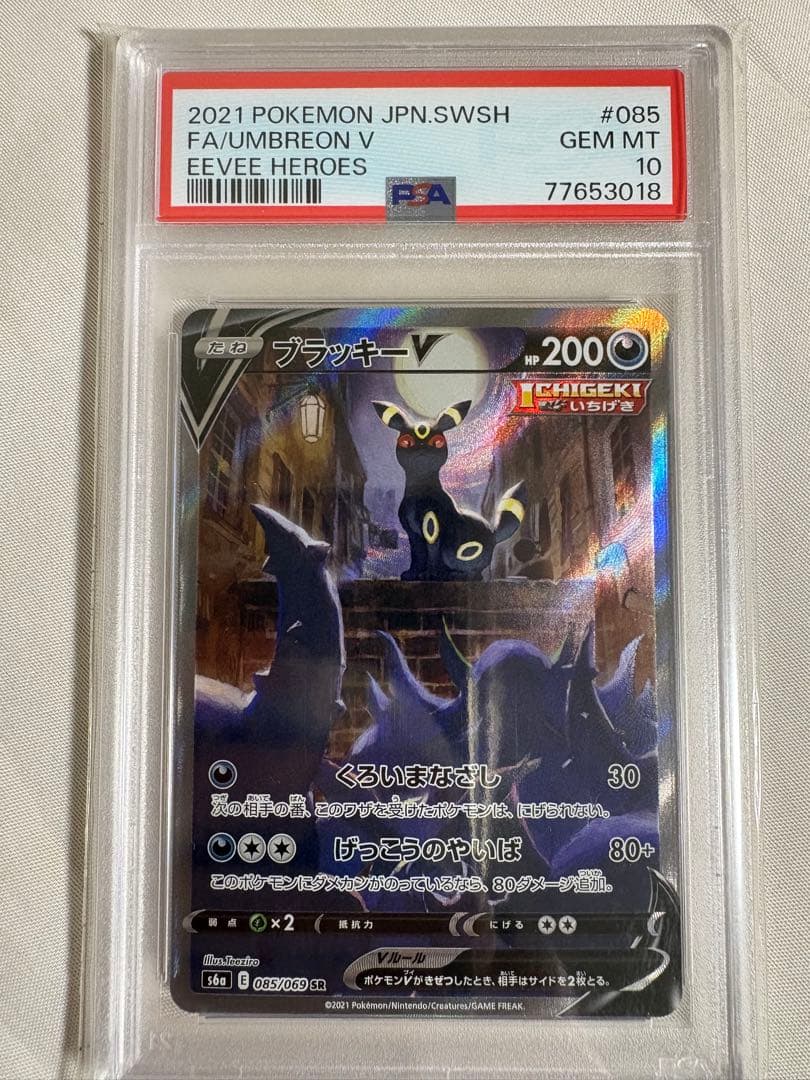 2021 POKEMON JPN.SWSH #085
FA/UMBREON V GEM MT
EEVEE HEROES 10
PSA 77653018
たね ブラッキーV HP 200
ICHIGEKI
いちげき
くろいまなざし 30
次の相手の番、このワザを受けたポケモンは、にげられない。
げっこうのやいば 80+
このポケモンにダメカンがのっているなら、80ダメージ追加。
弱点 ×2 抵抗力 にげる
Illus.Teeziro
Vルール
s6a E 085/069 SR ポケモンVがきぜつしたとき、相手はサイドを2枚とる。
©2021 Pokémon/Nintendo/Creatures/GAME FREAK.